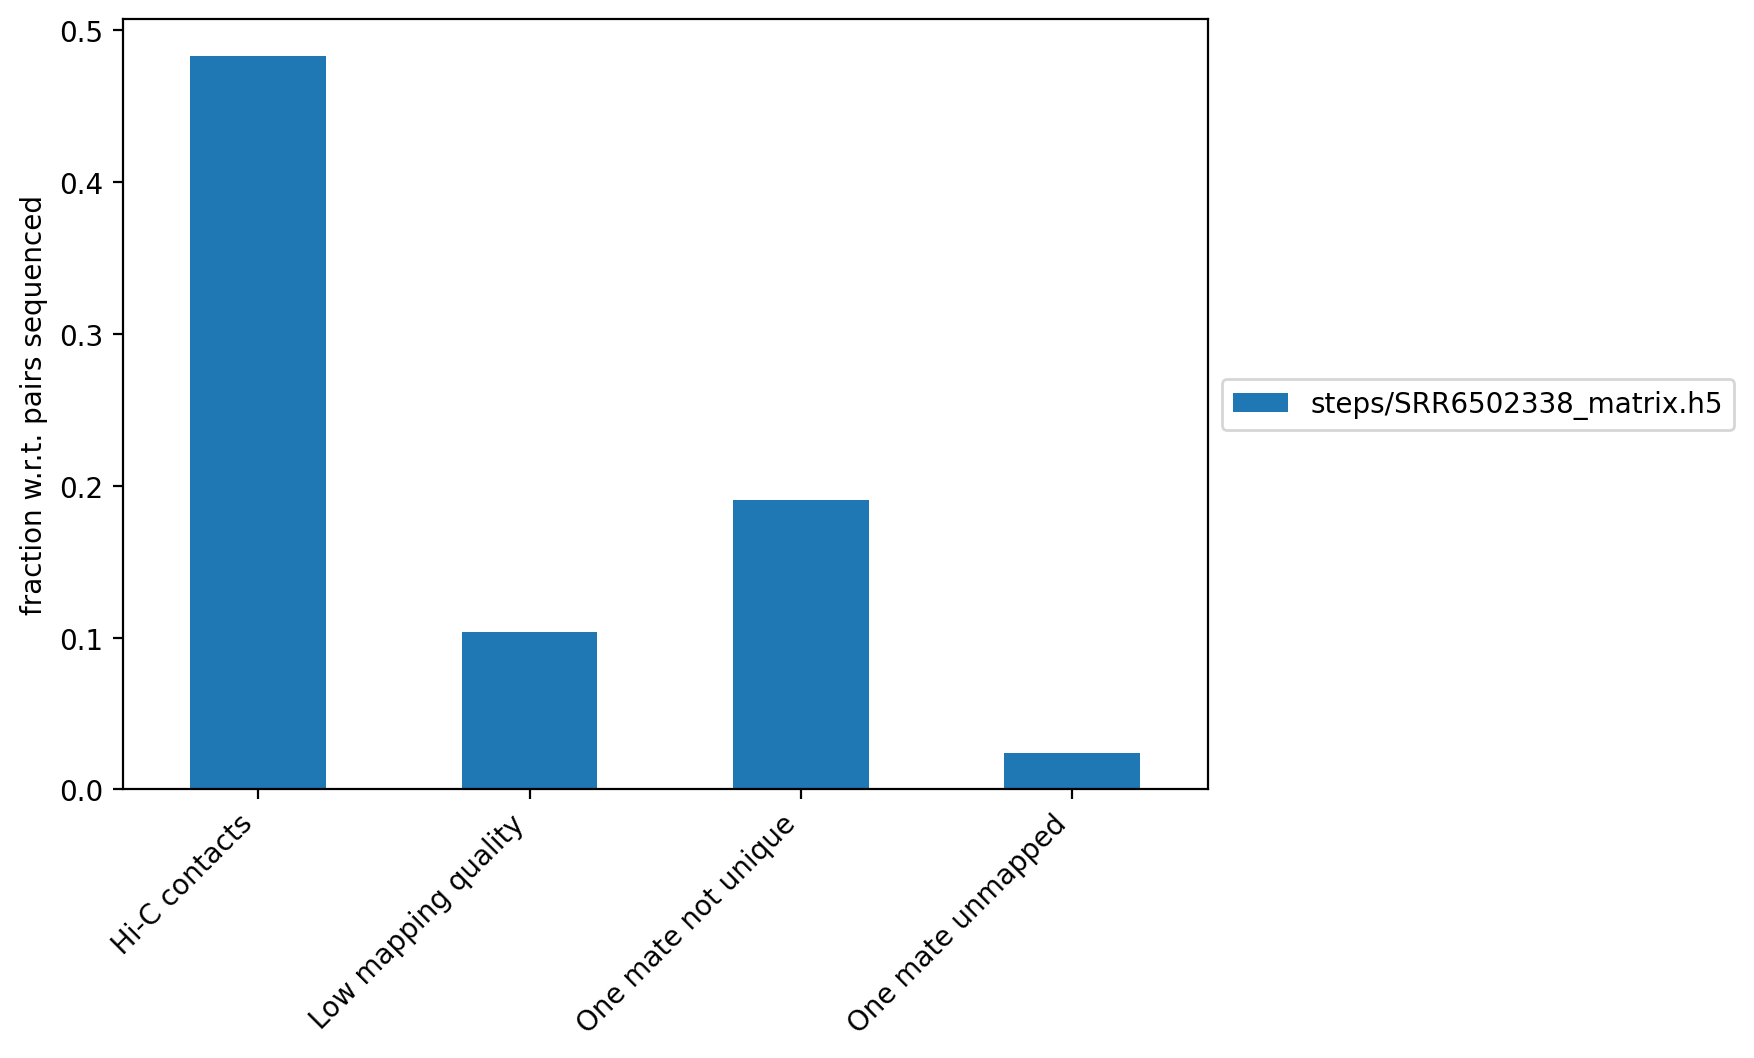 fraction w.r.t. pairs sequenced
0.5
0.4
0.3
0.2
0.1
0.0
Hi-C contacts
Low mapping quality
One mate not unique
One mate unmapped
steps/SRR6502338_matrix.h5